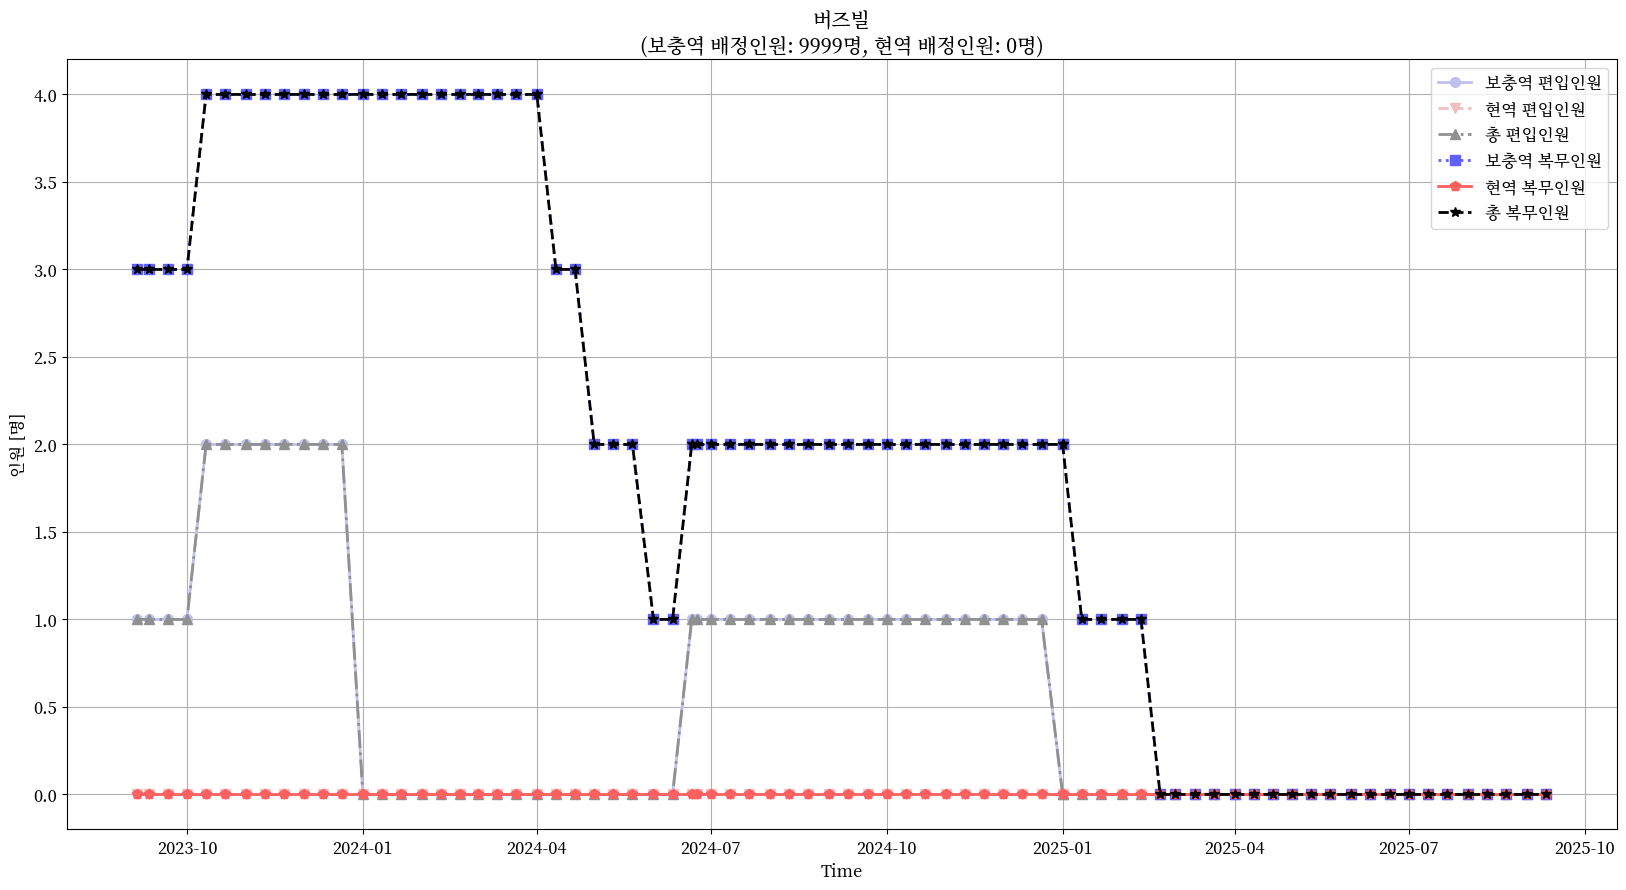 버즈빌
(보충역 배정인원: 9999명, 현역 배정인원: 0명)
보충역 편입인원
현역 편입인원
총 편입인원
보충역 복무인원
현역 복무인원
총 복무인원
인원 [명]
4.0
3.5
3.0
2.5
2.0
1.5
1.0
0.5
0.0
2023-10
2024-01
2024-04
2024-07
2024-10
2025-01
2025-04
2025-07
2025-10
Time